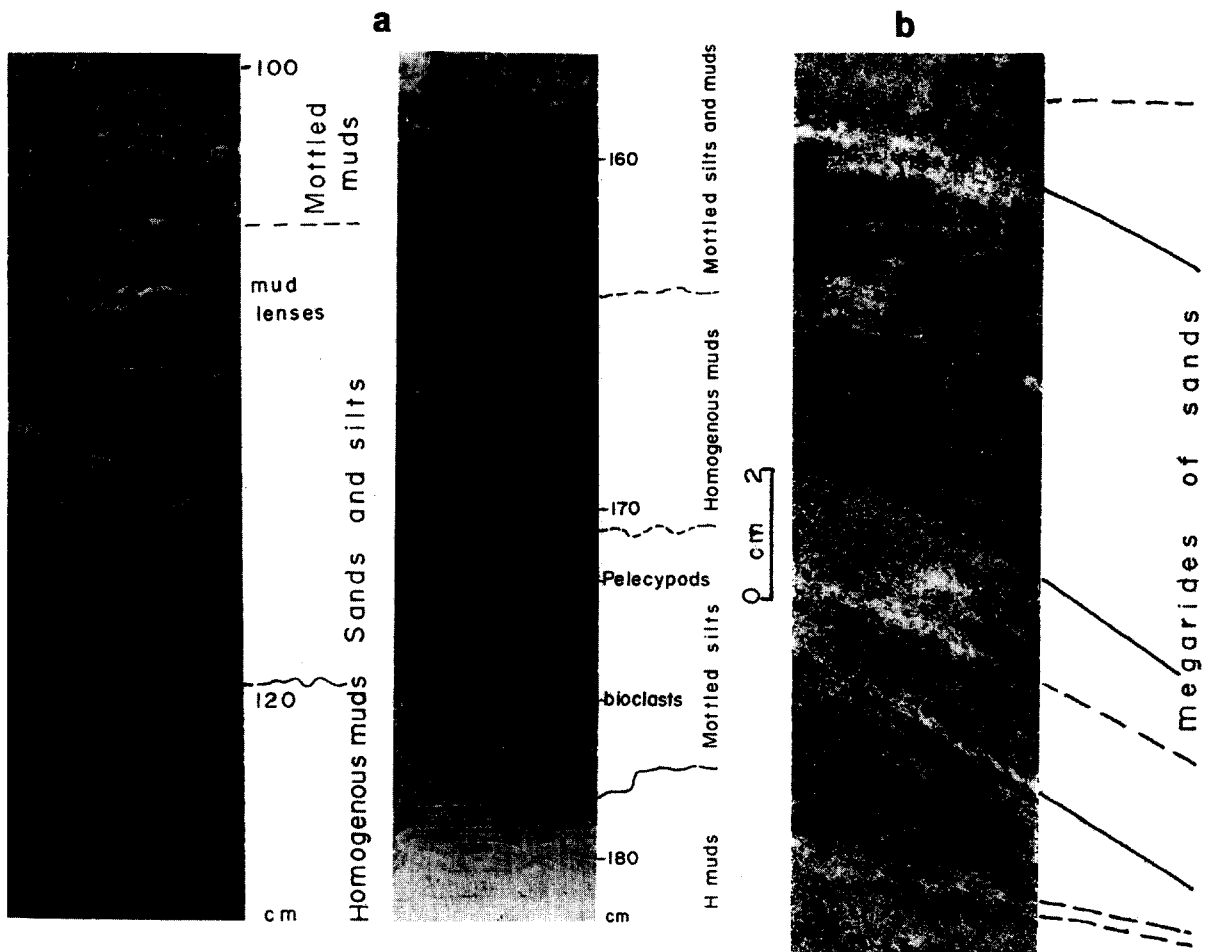 a
b
100
Mottled
muds
mud
lenses
Sands and silts
120
Homogenous muds
cm
Mottled silts and muds
160
Homogenous muds
170
Pelecypods
Mottled silts
bioclasts
180
H muds
cm
2
cm
0
megarides of sands